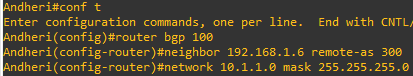 Andheri#conf t
Enter configuration commands, one per line.  End with CNTL/
Andheri(config)#router bgp 100
Andheri(config-router)#neighbor 192.168.1.6 remote-as 300
Andheri(config-router)#network 10.1.1.0 mask 255.255.255.0